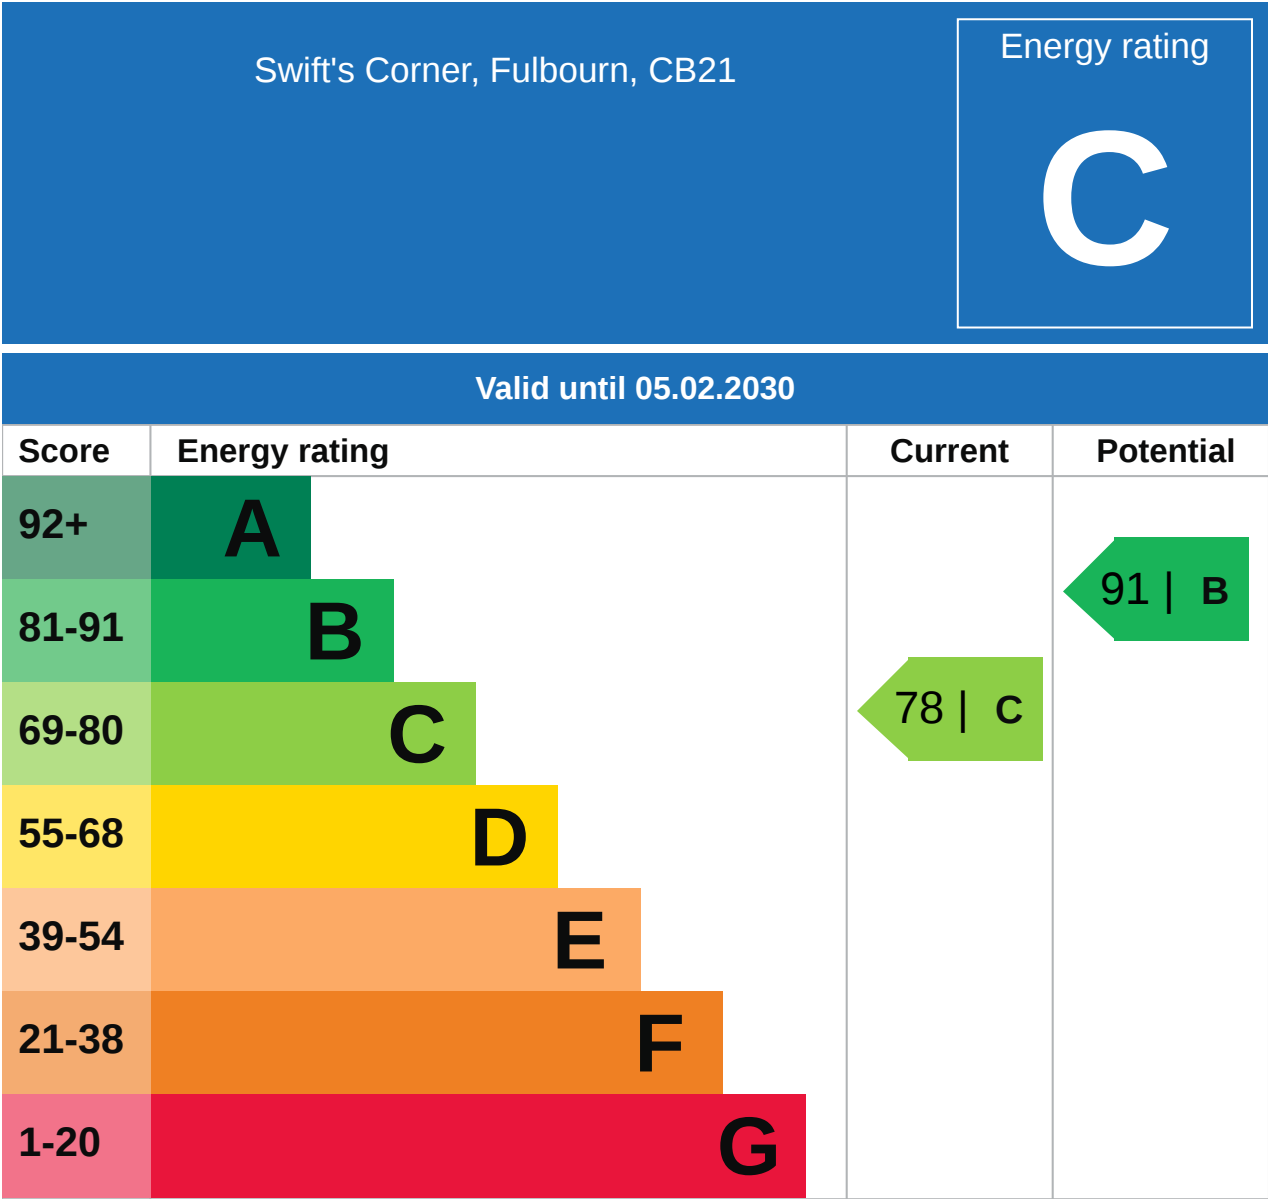 Swift's Corner, Fulbourn, CB21
Energy rating
C
Valid until 05.02.2030
Score Energy rating Current Potential
92+ A
81-91 B 91 | B
69-80 C 78 | C
55-68 D
39-54 E
21-38 F
1-20 G